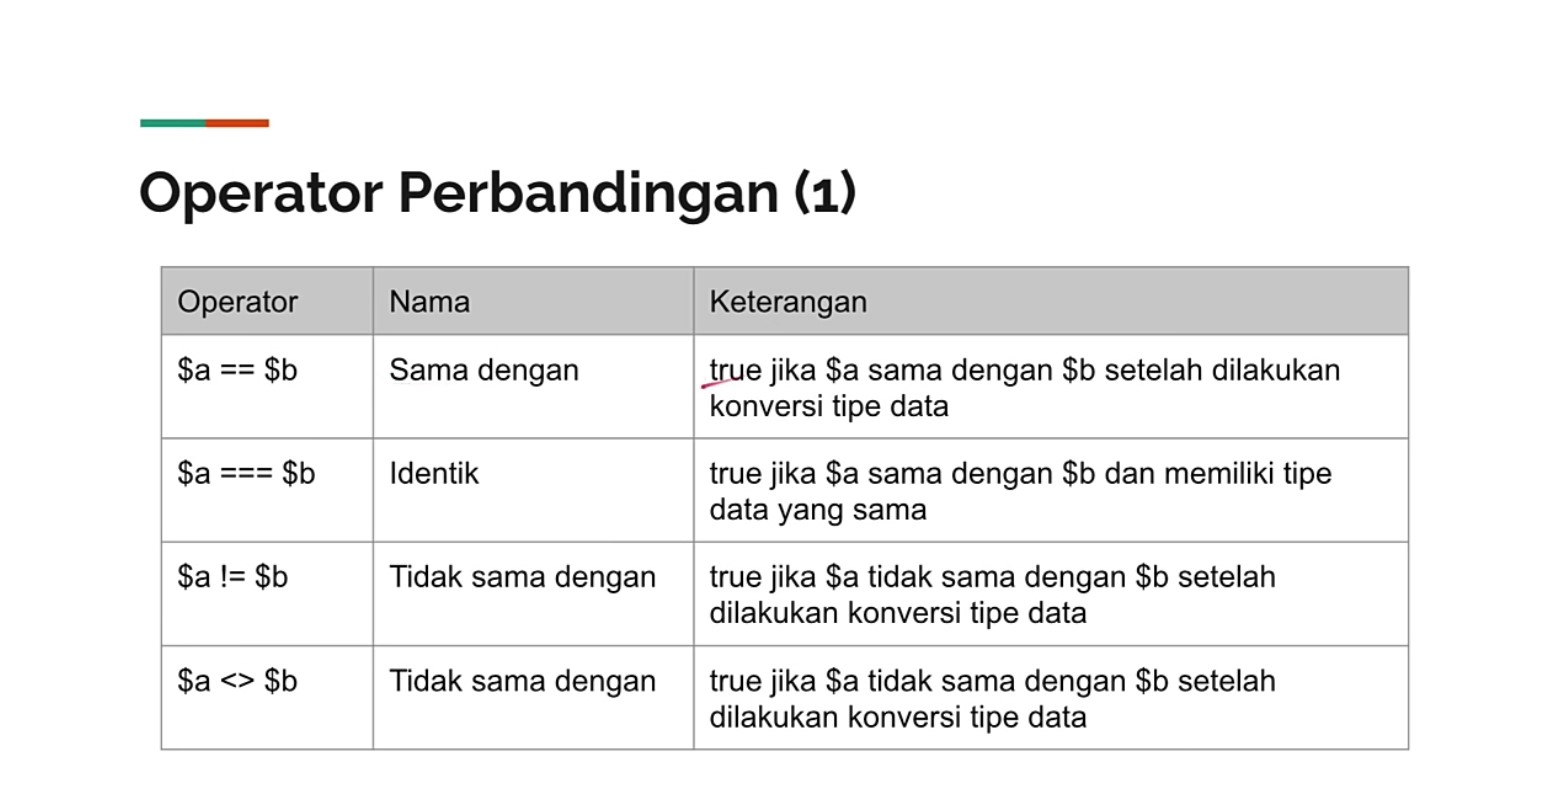 Operator Perbandingan (1)
Operator Nama Keterangan
$a == $b Sama dengan true jika $a sama dengan $b setelah dilakukan
konversi tipe data
$a === $b Identik true jika $a sama dengan $b dan memiliki tipe
data yang sama
$a != $b Tidak sama dengan true jika $a tidak sama dengan $b setelah
dilakukan konversi tipe data
$a <> $b Tidak sama dengan true jika $a tidak sama dengan $b setelah
dilakukan konversi tipe data